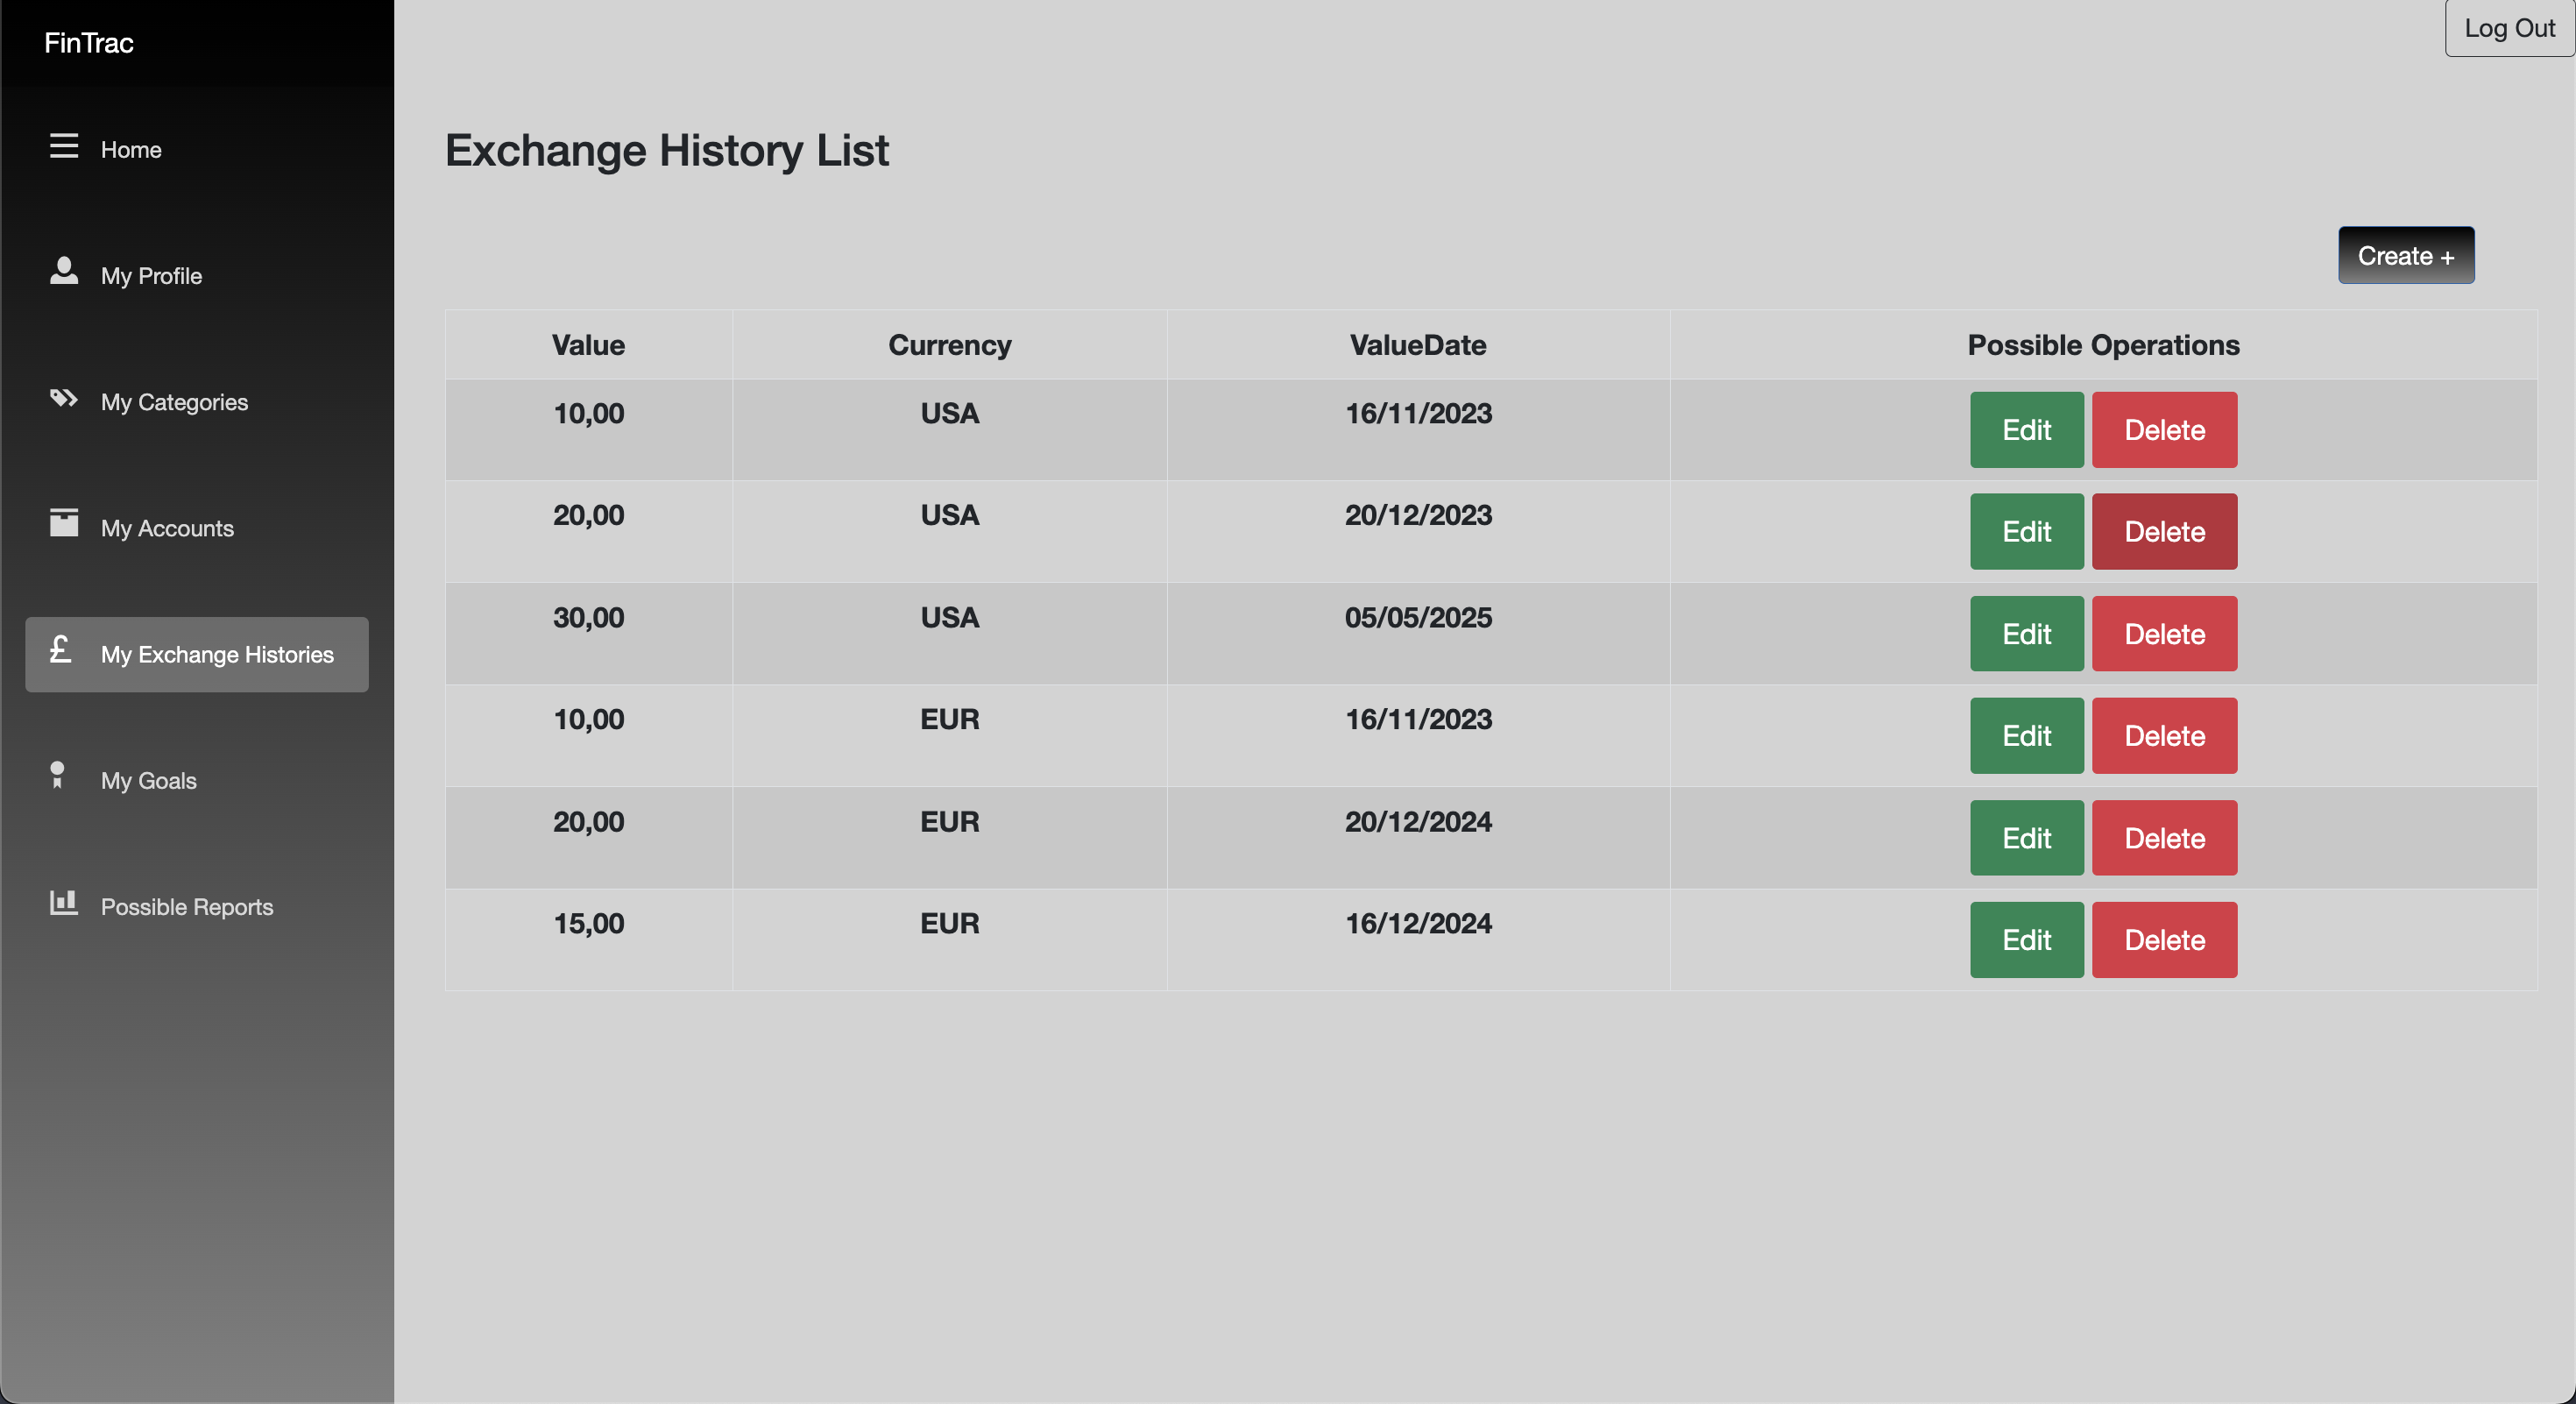 FinTrac
Log Out
Home
My Profile
My Categories
My Accounts
My Exchange Histories
My Goals
Possible Reports
Exchange History List
Create +
Value Currency ValueDate Possible Operations
10,00 USA 16/11/2023 Edit Delete
20,00 USA 20/12/2023 Edit Delete
30,00 USA 05/05/2025 Edit Delete
10,00 EUR 16/11/2023 Edit Delete
20,00 EUR 20/12/2024 Edit Delete
15,00 EUR 16/12/2024 Edit Delete